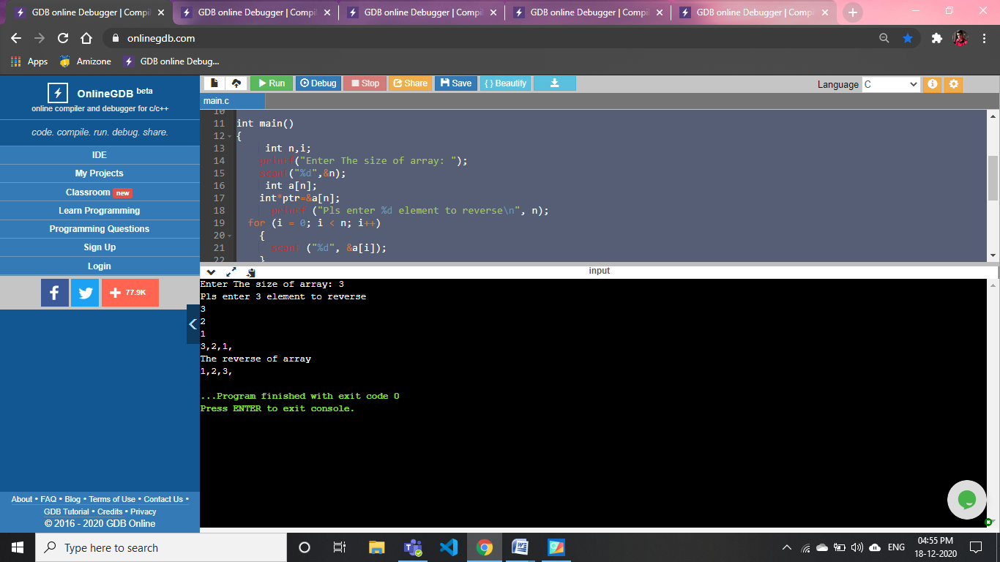 GDB online Debugger | Compil
GDB online Debugger | Compil
GDB online Debugger | Compil
GDB online Debugger | Compil
GDB online Debugger | Compil
onlinegdb.com
Apps Amizone GDB online Debug...
OnlineGDB beta
online compiler and debugger for c/c++
code. compile. run. debug. share.
IDE
My Projects
Classroom new
Learn Programming
Programming Questions
Sign Up
Login
f + 77.9K
About • FAQ • Blog • Terms of Use • Contact Us •
GDB Tutorial • Credits • Privacy
© 2016 - 2020 GDB Online
Run Debug Stop Share Save { } Beautify Language C
main.c
10
11 int main()
12 {
13 int n,i;
14 printf("Enter The size of array: ");
15 scanf("%d",&n);
16 int a[n];
17 int*ptr=&a[n];
18 printf ("Pls enter %d element to reverse\n", n);
19 for (i = 0; i < n; i++)
20 {
21 scanf ("%d", &a[i]);
22 }
input
Enter The size of array: 3
Pls enter 3 element to reverse
3
2
1
3,2,1,
The reverse of array
1,2,3,
...Program finished with exit code 0
Press ENTER to exit console.
Type here to search
ENG
04:55 PM
18-12-2020